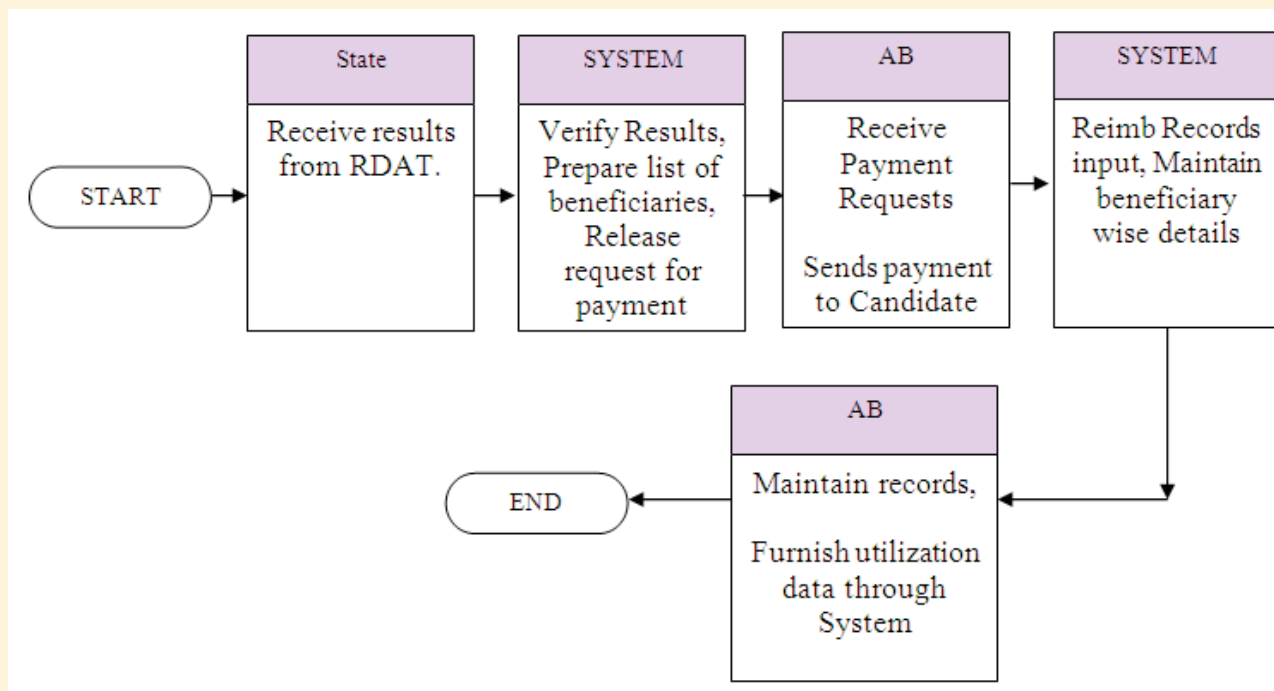 START
State
Receive results
from RDAT.
SYSTEM
Verify Results,
Prepare list of
beneficiaries,
Release
request for
payment
AB
Receive
Payment
Requests
Sends payment
to Candidate
SYSTEM
Reimb Records
input, Maintain
beneficiary
wise details
AB
Maintain records,
Furnish utilization
data through
System
END